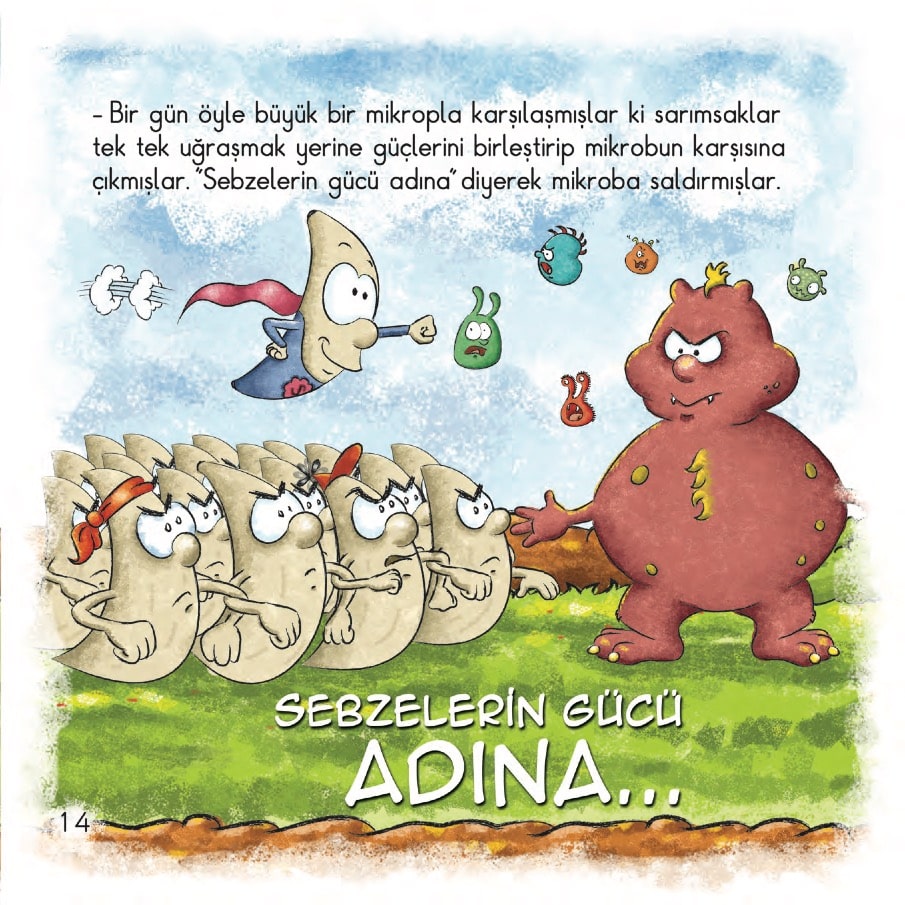 - Bir gün öyle büyük bir mikropla karşılaşmışlar ki sarımsaklar
tek tek uğraşmak yerine güçlerini birleştirip mikrobun karşısına
çıkmışlar. "Sebzelerin gücü adına" diyerek mikroba saldırmışlar.
SEBZELERİN GÜCÜ
ADINA...
14